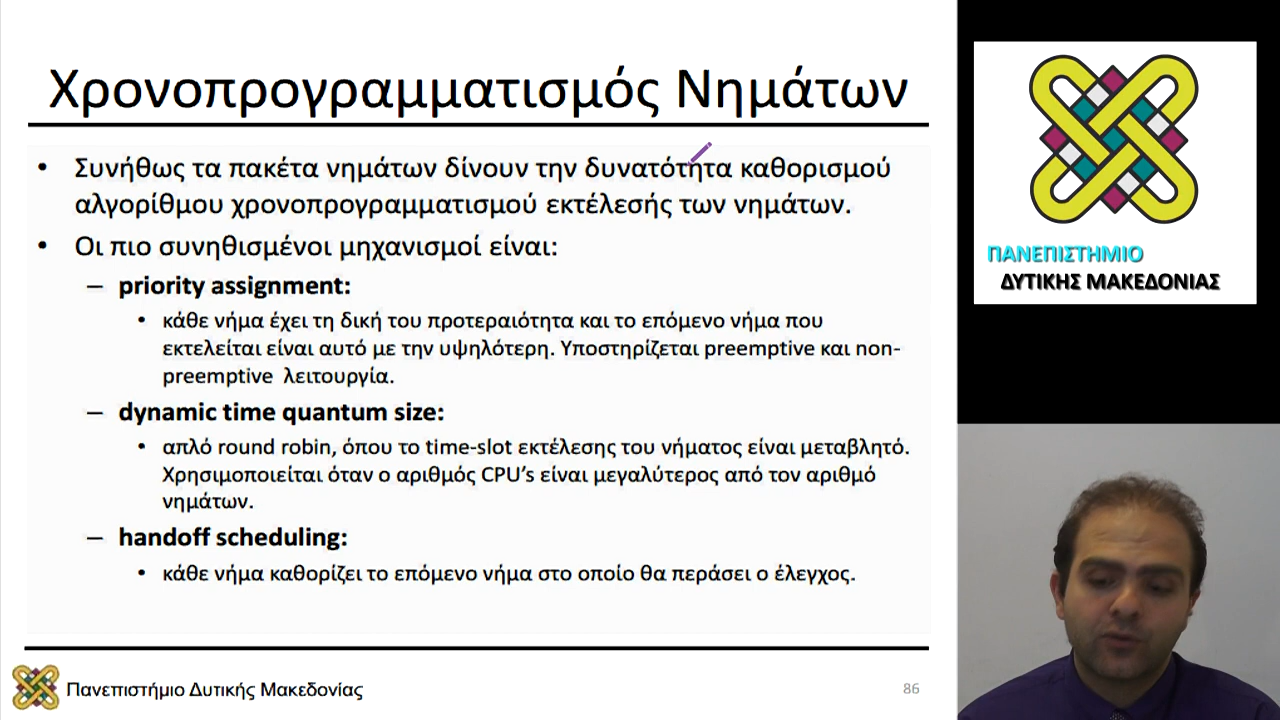 Χρονοπρογραμματισμός Νημάτων
• Συνήθως τα πακέτα νημάτων δίνουν την δυνατότητα καθορισμού
αλγορίθμου χρονοπρογραμματισμού εκτέλεσής των νημάτων.
• Οι πιο συνηθισμένοι μηχανισμοί είναι:
– priority assignment:
• κάθε νήμα έχει τη δική του προτεραιότητα και το επόμενο νήμα που
εκτελείται είναι αυτό με την υψηλότερη. Υποστηρίζεται preemptive και non-
preemptive λειτουργία.
– dynamic time quantum size:
• απλό round robin, όπου το time-slot εκτέλεσης του νήματος είναι μεταβλητό.
Χρησιμοποιείται όταν ο αριθμός CPU’s είναι μεγαλύτερος από τον αριθμό
νημάτων.
– handoff scheduling:
• κάθε νήμα καθορίζει το επόμενο νήμα στο οποίο θα περάσει ο έλεγχος.
Πανεπιστήμιο Δυτικής Μακεδονίας
86
ΠΑΝΕΠΙΣΤΗΜΙΟ
ΔΥΤΙΚΗΣ ΜΑΚΕΔΟΝΙΑΣ